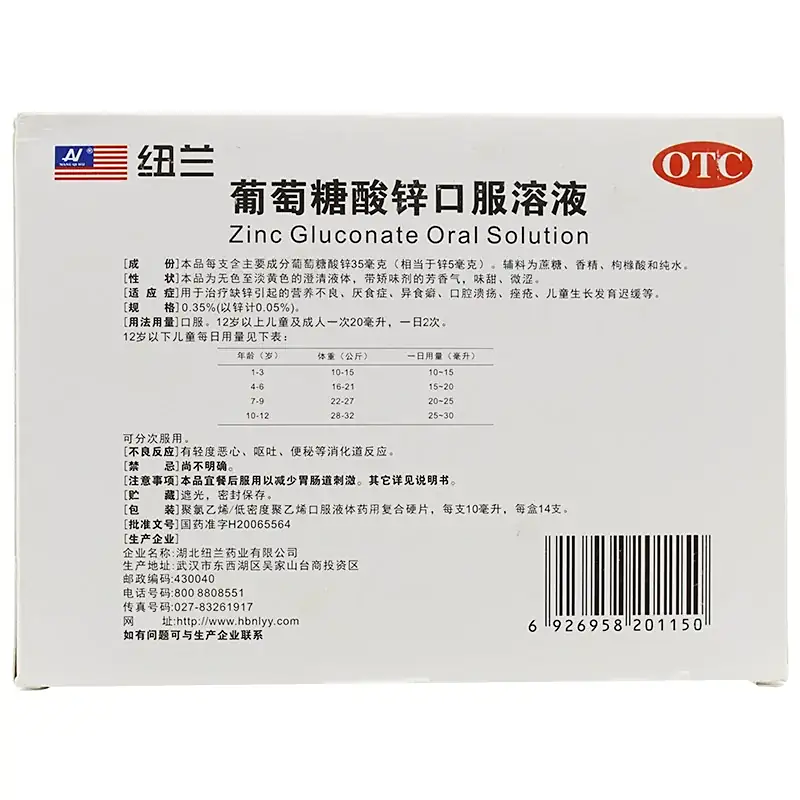 纽兰
OTC
葡萄糖酸锌口服溶液
Zinc Gluconate Oral Solution
[成 份]本品每支含主要成分葡萄糖酸锌35毫克（相当于锌5毫克）。辅料为蔗糖、香精、枸橼酸和纯水。
[性 状]本品为无色至淡黄色的澄清液体，带矫味剂的芳香气，味甜、微涩。
[适 应 症]用于治疗缺锌引起的营养不良、厌食症、异食癖、口腔溃疡、痤疮、儿童生长发育迟缓等。
[规 格]0.35%(以锌计0.05%)。
[用法用量]口服。12岁以上儿童及成人一次20毫升，一日2次。
12岁以下儿童每日用量见下表：
年龄（岁） 体重（公斤） 一日用量（毫升）
1-3 10-15 10~15
4-6 16-21 15~20
7-9 22-27 20~25
10-12 28-32 25~30
可分次服用。
[不良反应]有轻度恶心、呕吐、便秘等消化道反应。
[禁 忌]尚不明确。
[注意事项]本品宜餐后服用以减少胃肠道刺激。其它详见说明书。
[贮 藏]遮光，密封保存。
[包 装]聚氯乙烯/低密度聚乙烯口服液体药用复合硬片，每支10毫升，每盒14支。
[批准文号]国药准字H20065564
[生产企业]
企业名称:湖北纽兰药业有限公司
生产地址:武汉市东西湖区吴家山台商投资区
邮政编码:430040
电话号码:800 8808551
传真号码:027-83261917
网 址:http://www.hbnlyy.com
如有问题可与生产企业联系
6 926958 201150